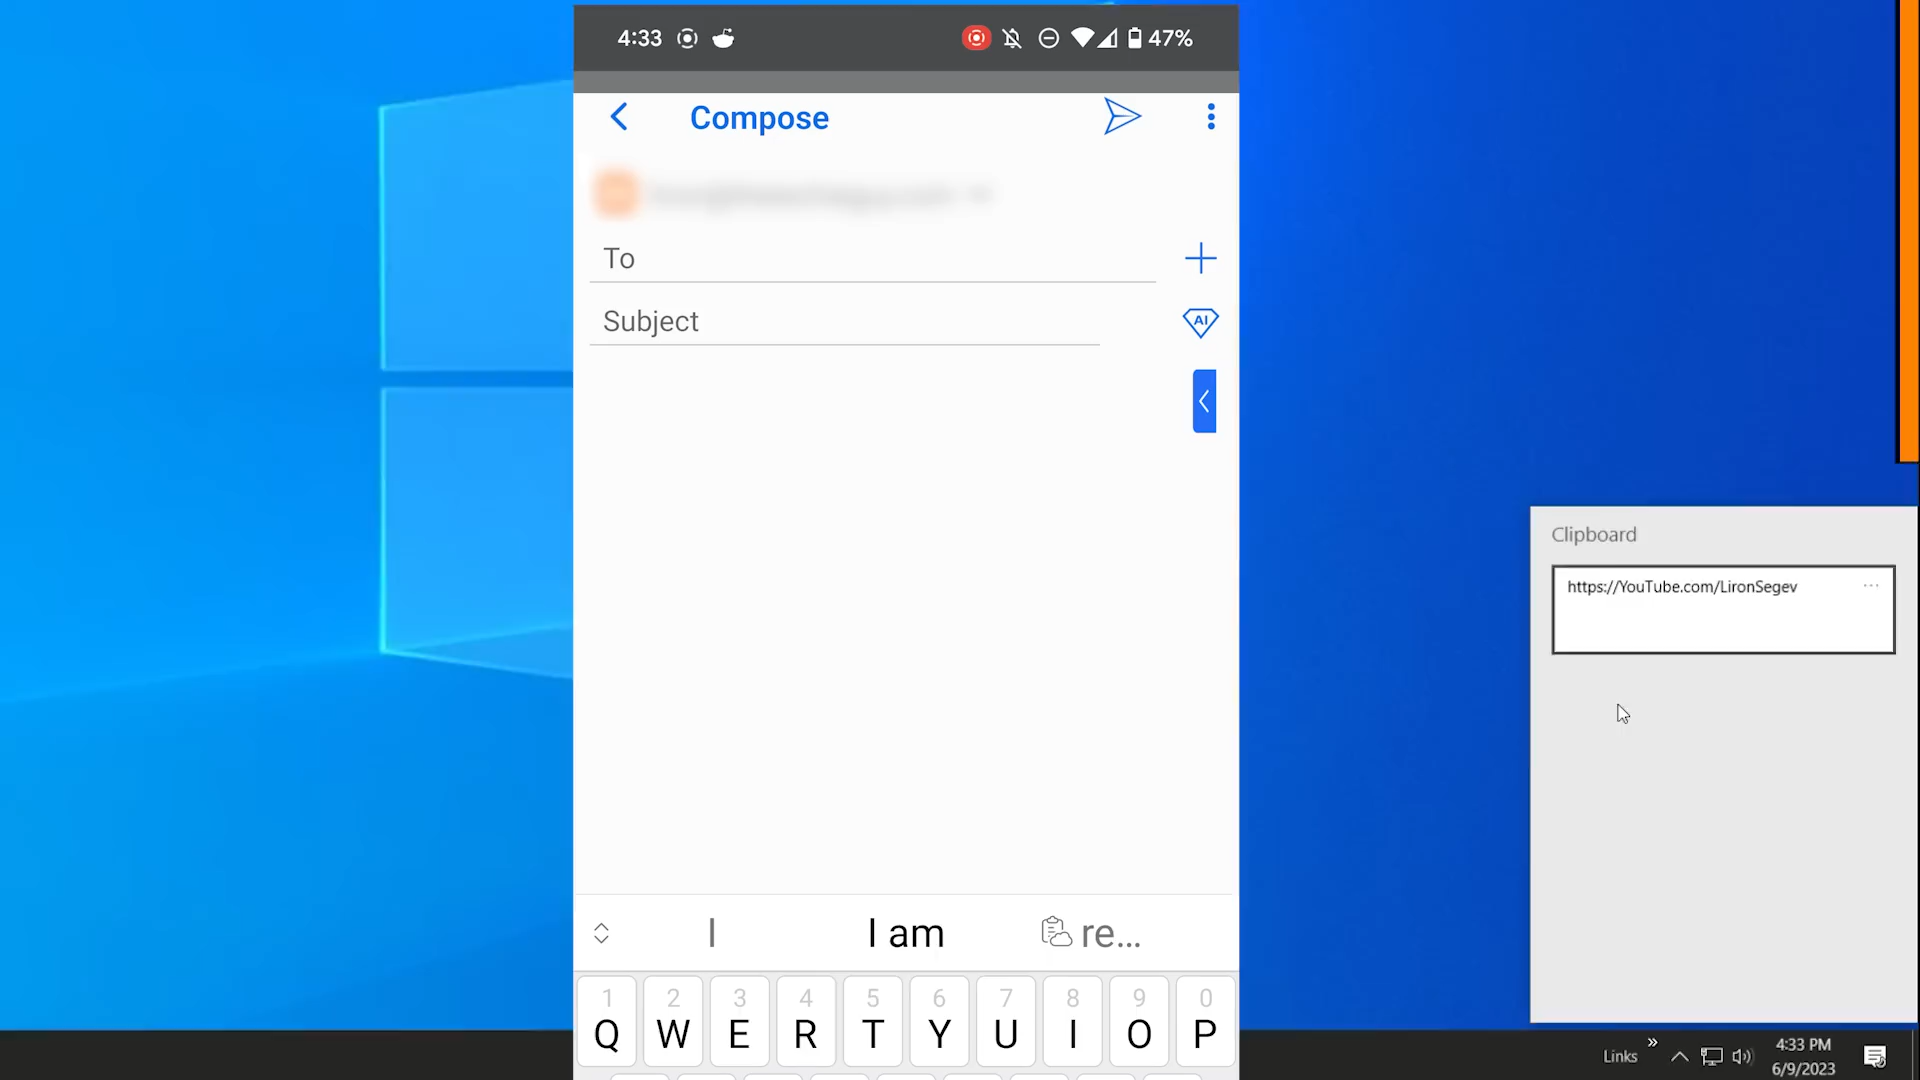 4:33 47%
Compose
To
Subject
AI
Clipboard
https://YouTube.com/LironSegev
I
I am
re...
1 2 3 4 5 6 7 8 9 0
Q W E R T Y U I O P
Links
4:33 PM
6/9/2023